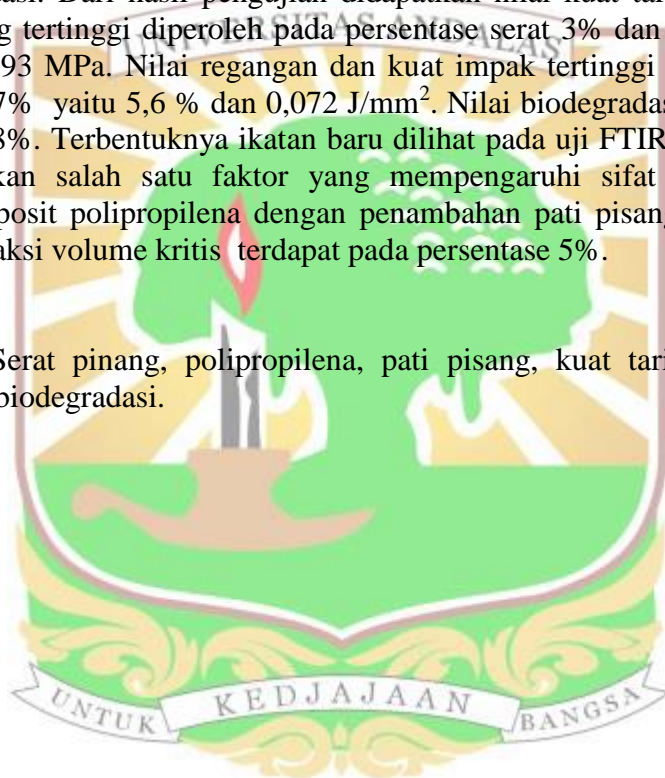 asi. Dari hasil pengujian didapatkan nilai kuat tar
g tertinggi diperoleh pada persentase serat 3% dan
UNIVERSITAS ANDALAS
93 MPa. Nilai regangan dan kuat impak tertinggi
7% yaitu 5,6 % dan 0,072 J/mm².  Nilai biodegradas
8%. Terbentuknya ikatan baru dilihat pada uji FTIR
kan salah satu faktor yang mempengaruhi sifat
posit polipropilena dengan penambahan pati pisang
aksi volume kritis terdapat pada persentase 5%.
Serat pinang, polipropilena, pati pisang, kuat tari
biodegradasi.
UNTUK KEDJAJAAN BANGSA